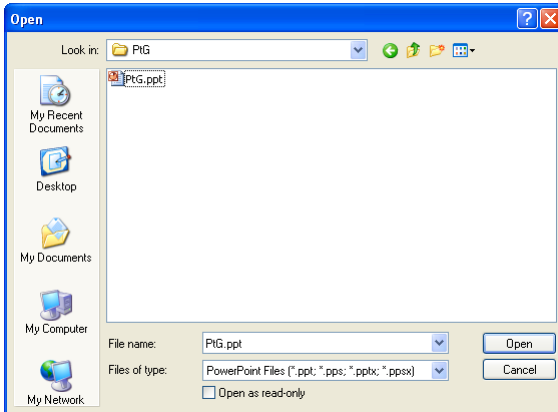 Open
Look in: PtG
PtG.ppt
My Recent
Documents
Desktop
My Documents
My Computer
My Network
File name: PtG.ppt Open
Files of type: PowerPoint Files (*.ppt; *.pps; *.pptx; *.ppsx) Cancel
Open as read-only